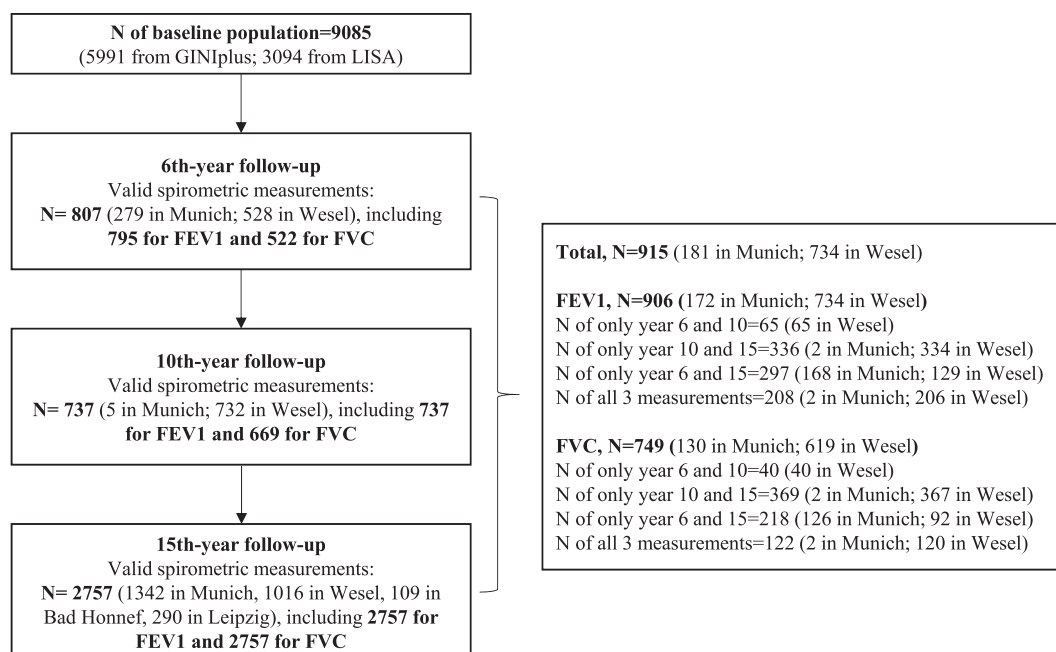 N of baseline population=9085
(5991 from GINIplus; 3094 from LISA)
6th-year follow-up
Valid spirometric measurements:
N= 807 (279 in Munich; 528 in Wesel), including
795 for FEV1 and 522 for FVC
10th-year follow-up
Valid spirometric measurements:
N= 737 (5 in Munich; 732 in Wesel), including 737
for FEV1 and 669 for FVC
15th-year follow-up
Valid spirometric measurements:
N= 2757 (1342 in Munich, 1016 in Wesel, 109 in
Bad Honnef, 290 in Leipzig), including 2757 for
FEV1 and 2757 for FVC
Total, N=915 (181 in Munich; 734 in Wesel)
FEV1, N=906 (172 in Munich; 734 in Wesel)
N of only year 6 and 10=65 (65 in Wesel)
N of only year 10 and 15=336 (2 in Munich; 334 in Wesel)
N of only year 6 and 15=297 (168 in Munich; 129 in Wesel)
N of all 3 measurements=208 (2 in Munich; 206 in Wesel)
FVC, N=749 (130 in Munich; 619 in Wesel)
N of only year 6 and 10=40 (40 in Wesel)
N of only year 10 and 15=369 (2 in Munich; 367 in Wesel)
N of only year 6 and 15=218 (126 in Munich; 92 in Wesel)
N of all 3 measurements=122 (2 in Munich; 120 in Wesel)